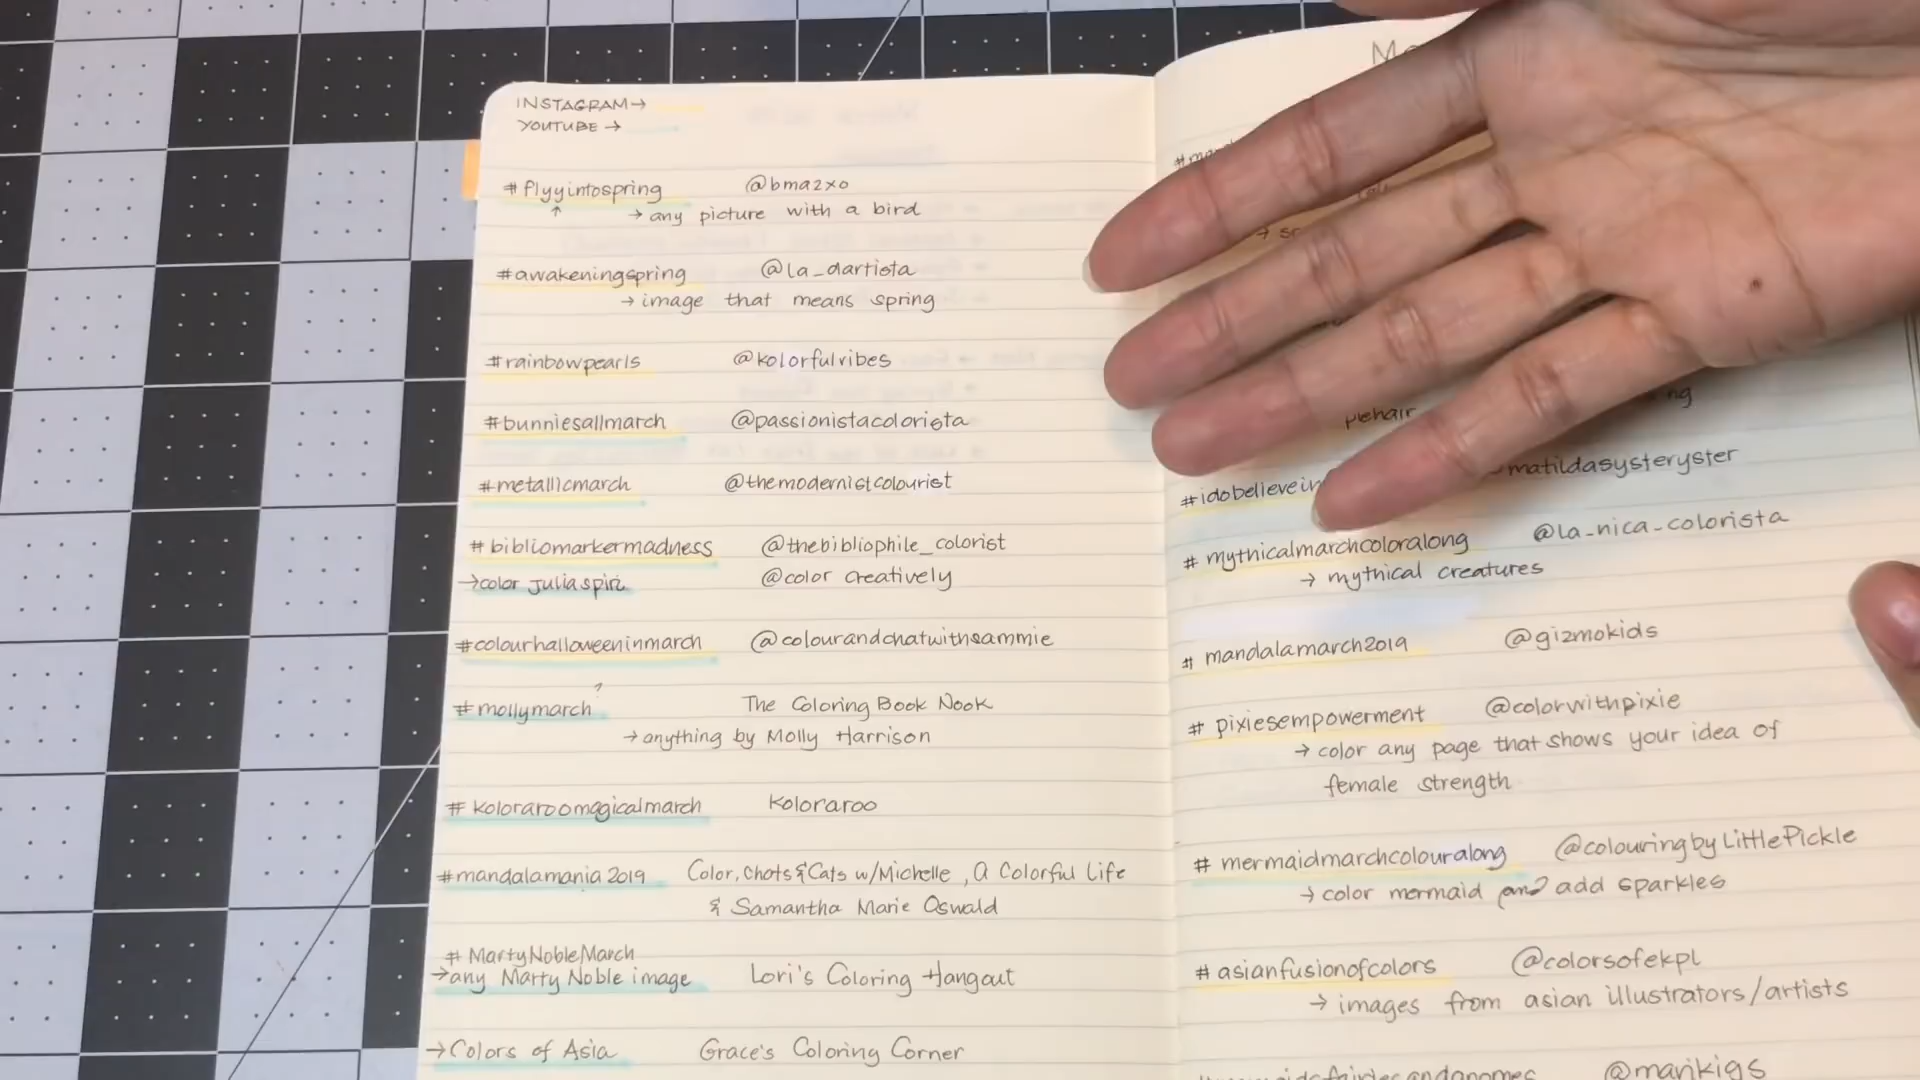 INSTAGRAM→
YOUTUBE →
#flyyintospring @bma2xo
↑ → any picture with a bird
#awakeningspring @la_dartista
→ image that means spring
#rainbowpearls @kolorfulvibes
#bunniesallmarch @passionistacolorista
#metallicmarch @themodernistcolourist
#bibliomarkermadness @thebibliophile_colorist
→color Julia spiri @color creatively
#colourhalloweeninmarch @colourandchatwithsammie
#mollymarch The Coloring Book Nook
→ anything by Molly Harrison
#koloraroomagicalmarch Koloraroo
#mandalamania 2019 Color, Chats & Cats w/Michelle, A Colorful Life
& Samantha Marie Oswald
#MartyNobleMarch
→any Marty Noble image Lori's Coloring Hangout
→Colors of Asia Grace's Coloring Corner
#idobelievein matildasysteryster
#mythicalmarchcoloralong @la-nica-colorista
→ mythical creatures
# mandalamarch2019 @gizmokids
# pixiesempowerment @colorwithpixie
→ color any page that shows your idea of
female strength
# mermaidmarchcolouralong @colouringbyLittlePickle
→ color mermaid and add sparkles
#asianfusionofcolors @colorsofekpl
→ images from asian illustrators/artists
@marikigs